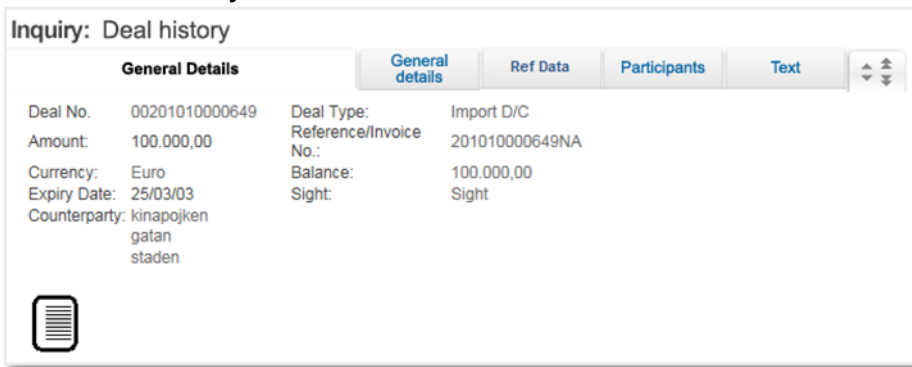 Inquiry: Deal history
General Details
General
details
Ref Data
Participants
Text
Deal No. 00201010000649 Deal Type: Import D/C
Amount: 100.000,00 Reference/Invoice No.: 201010000649NA
Currency: Euro Balance: 100.000,00
Expiry Date: 25/03/03 Sight: Sight
Counterparty: kinapojken
gatan
staden